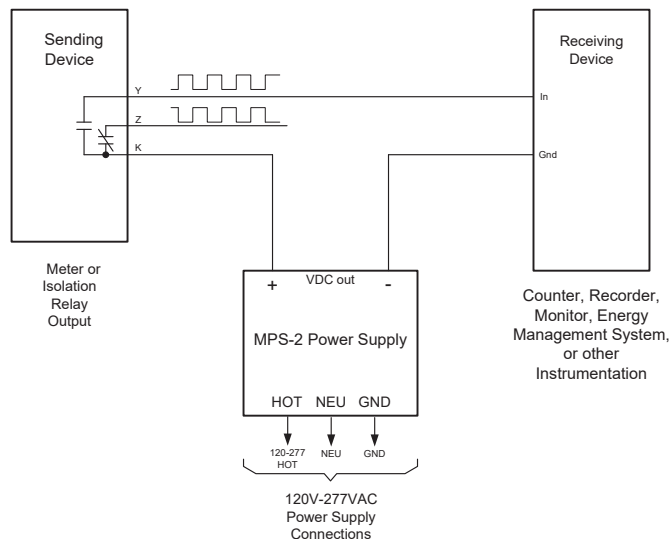 Sending
Device
Y
Z
K
Meter or
Isolation
Relay
Output
Receiving
Device
In
Gnd
Counter, Recorder,
Monitor, Energy
Management System,
or other
Instrumentation
+ VDC out -
MPS-2 Power Supply
HOT NEU GND
120-277
HOT
NEU
GND
120V-277VAC
Power Supply
Connections